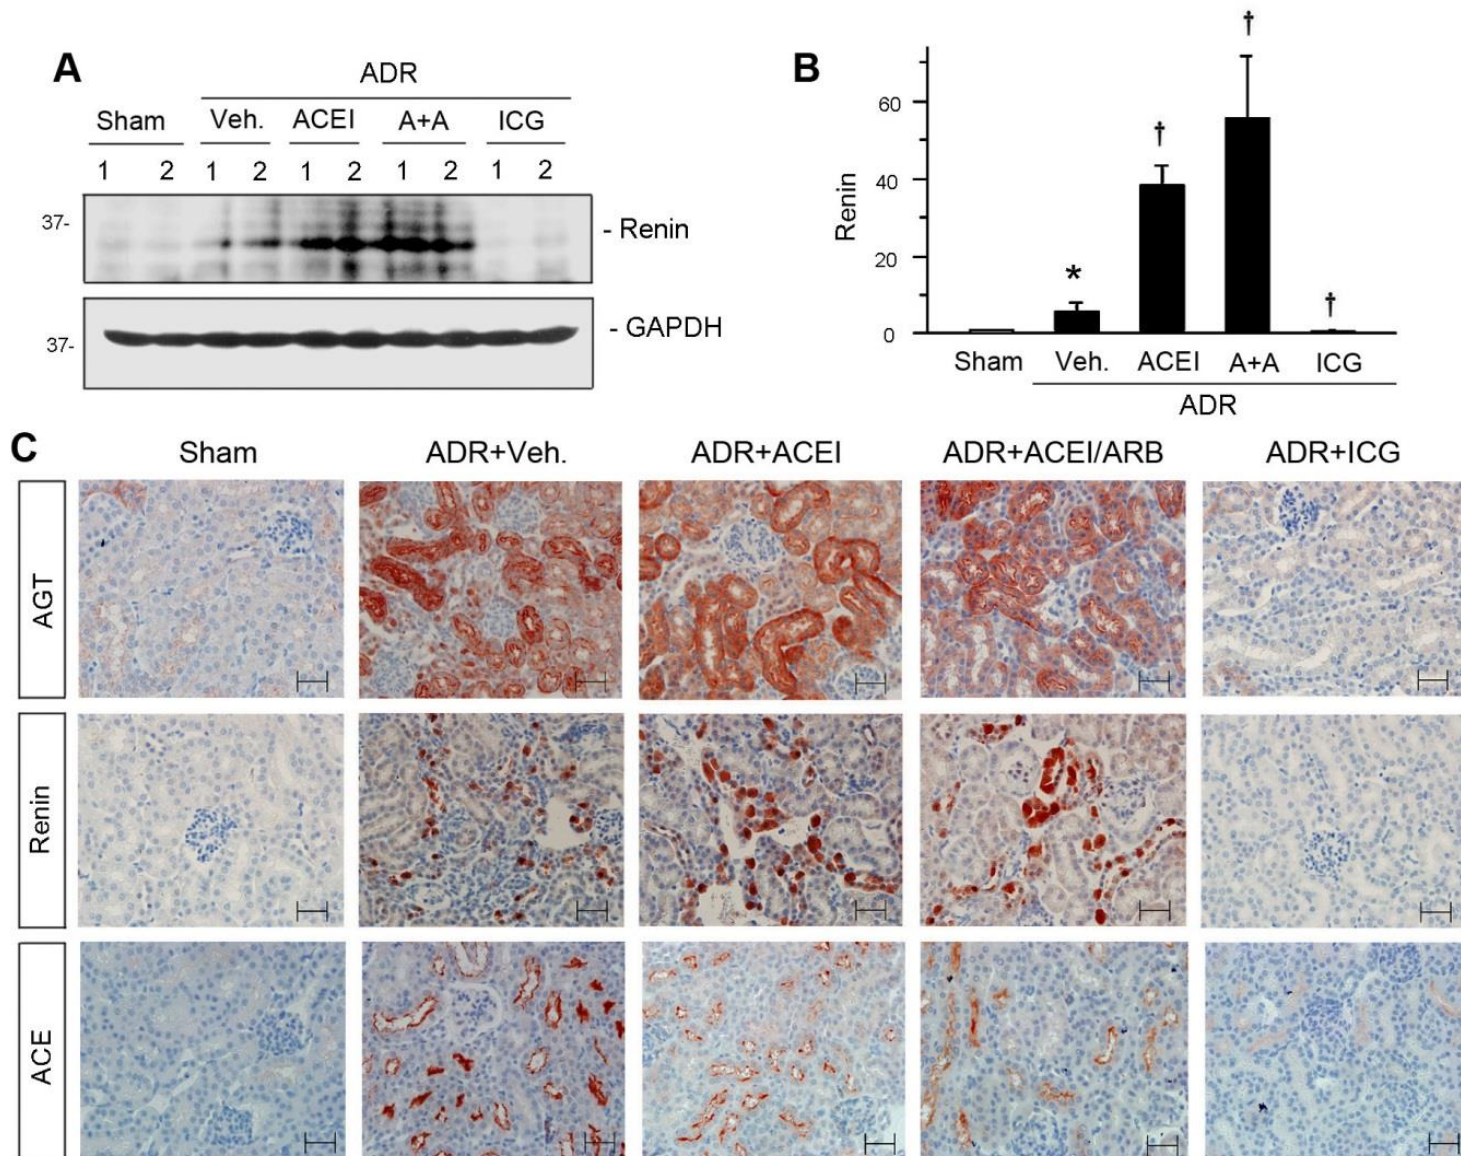 A
ADR
Sham Veh. ACEI A+A ICG
1 2 1 2 1 2 1 2 1 2
37-
- Renin
37-
- GAPDH
B
Renin
60
40
20
0
*
†
†
†
Sham Veh. ACEI A+A ICG
ADR
C
Sham ADR+Veh. ADR+ACEI ADR+ACEI/ARB ADR+ICG
AGT
Renin
ACE